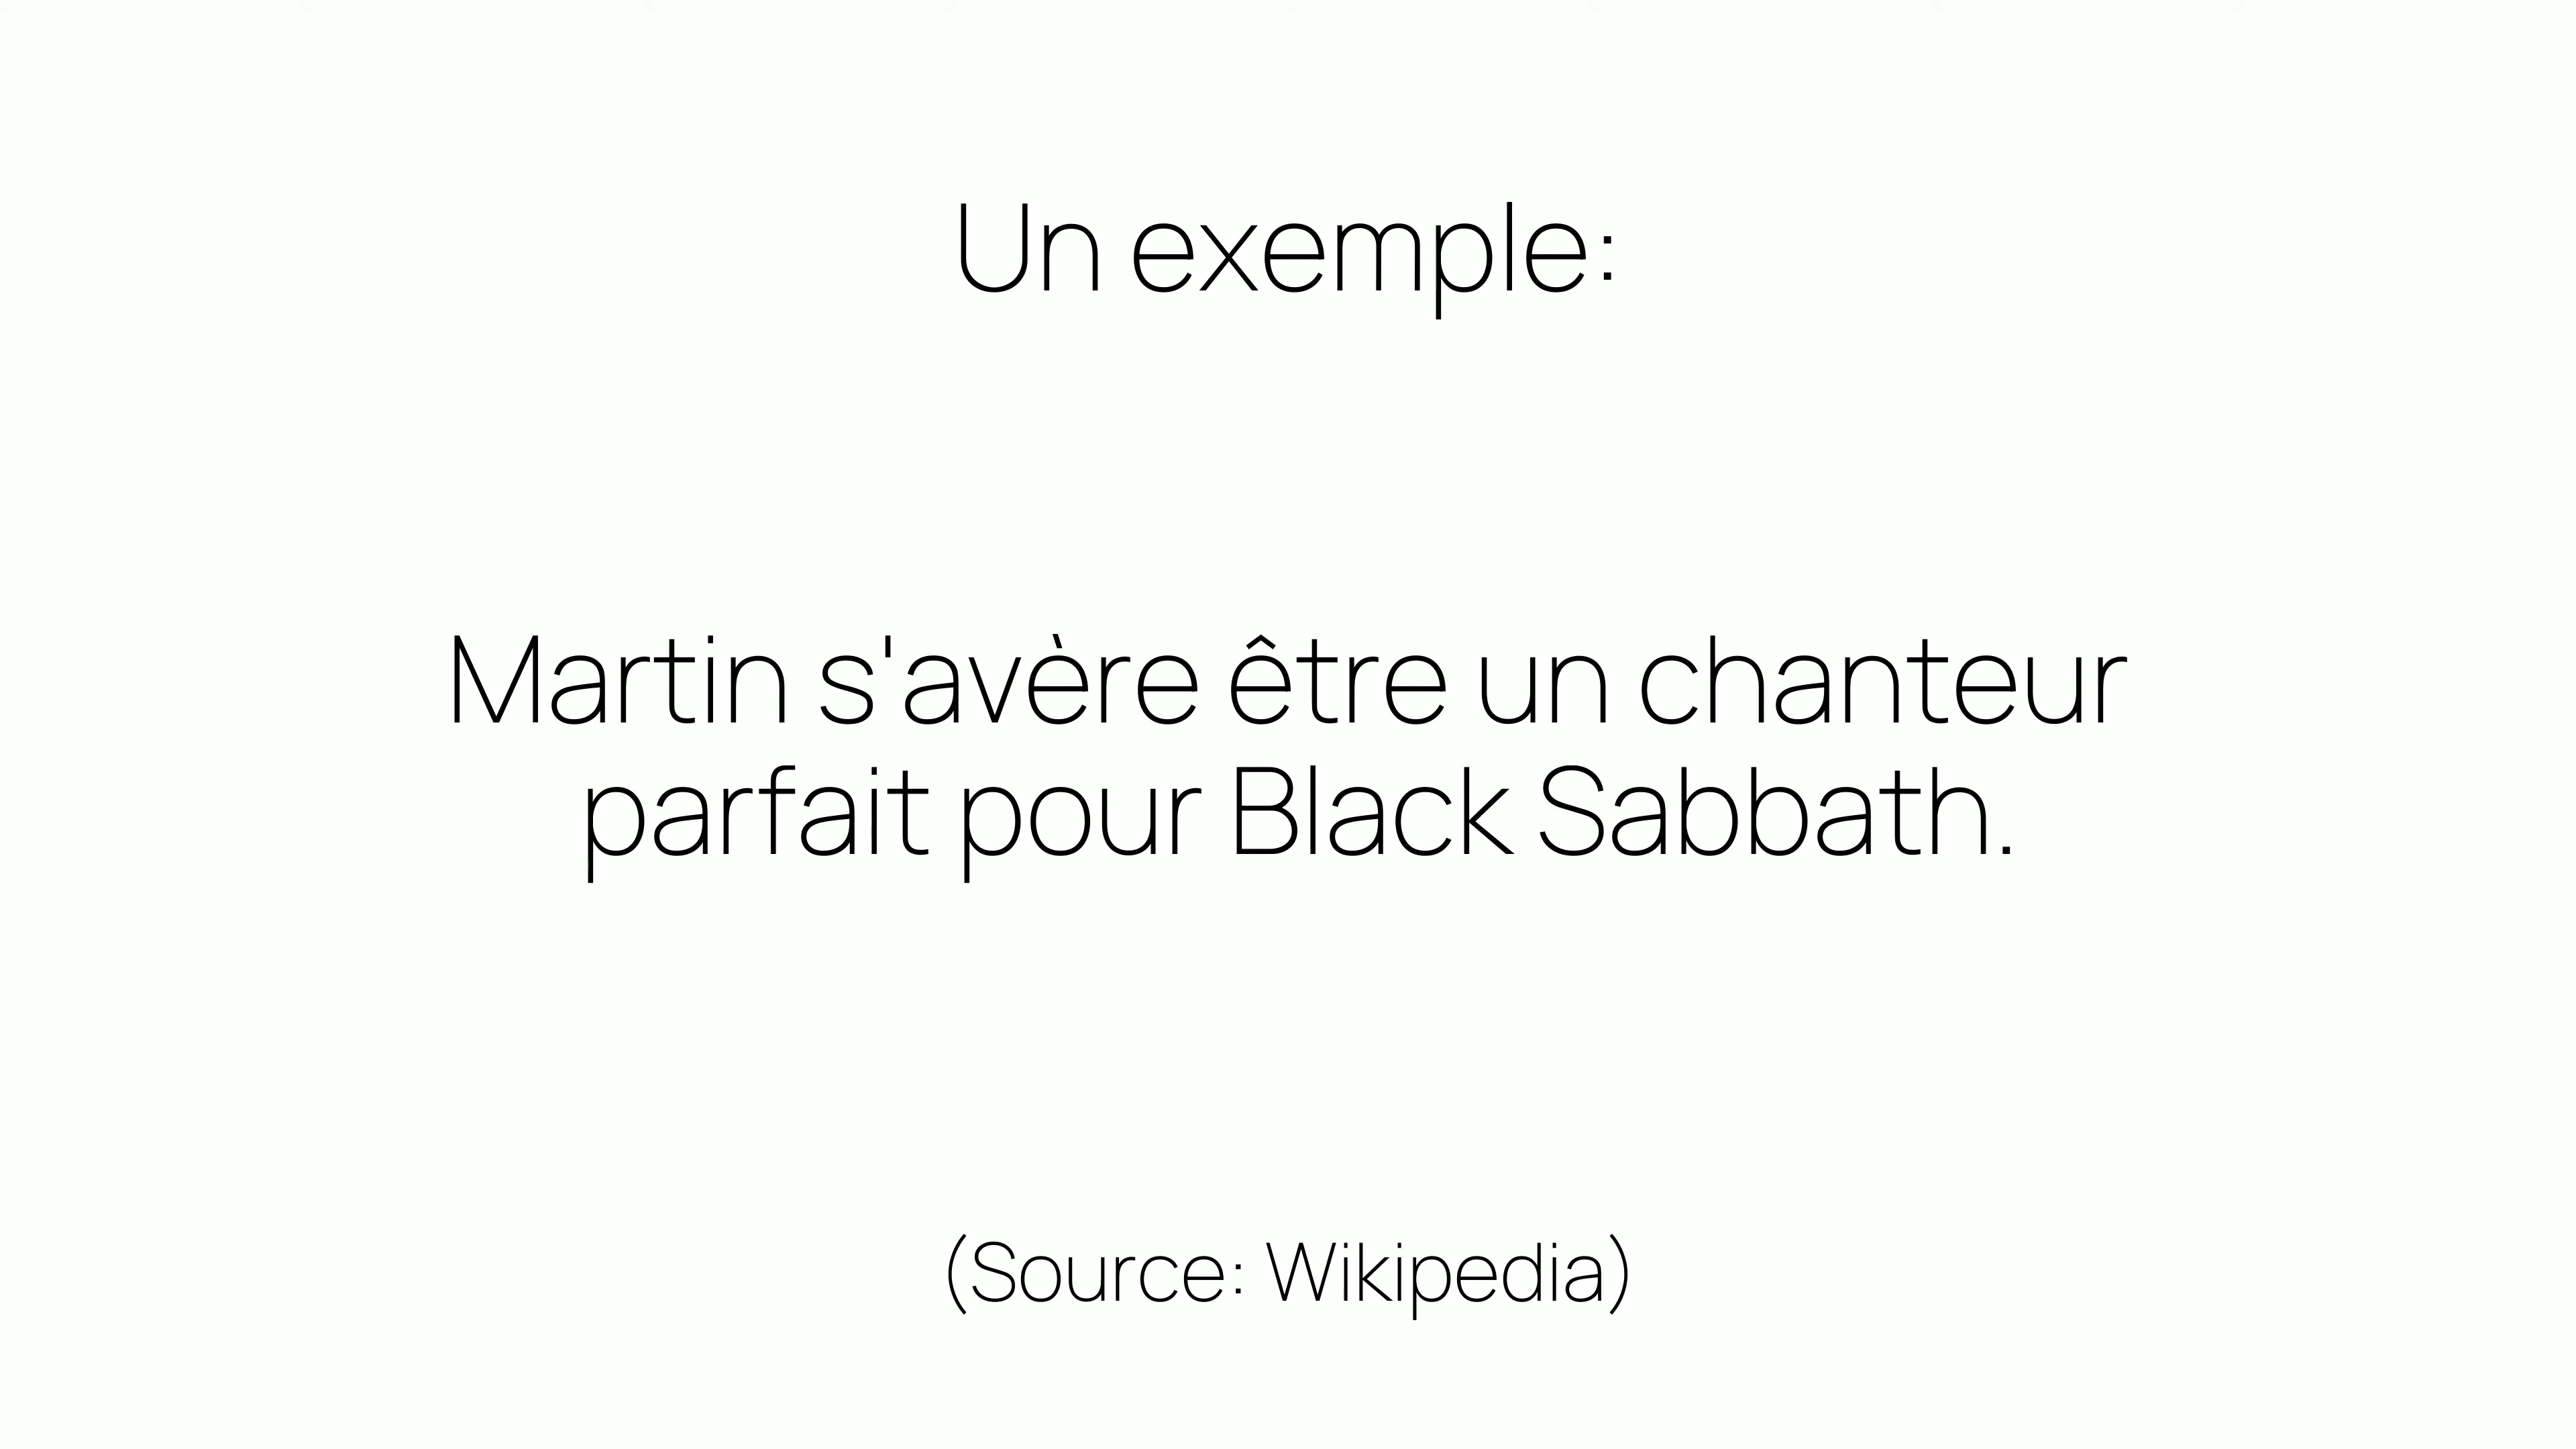 Un exemple:
Martin s'avère être un chanteur
parfait pour Black Sabbath.
(Source: Wikipedia)